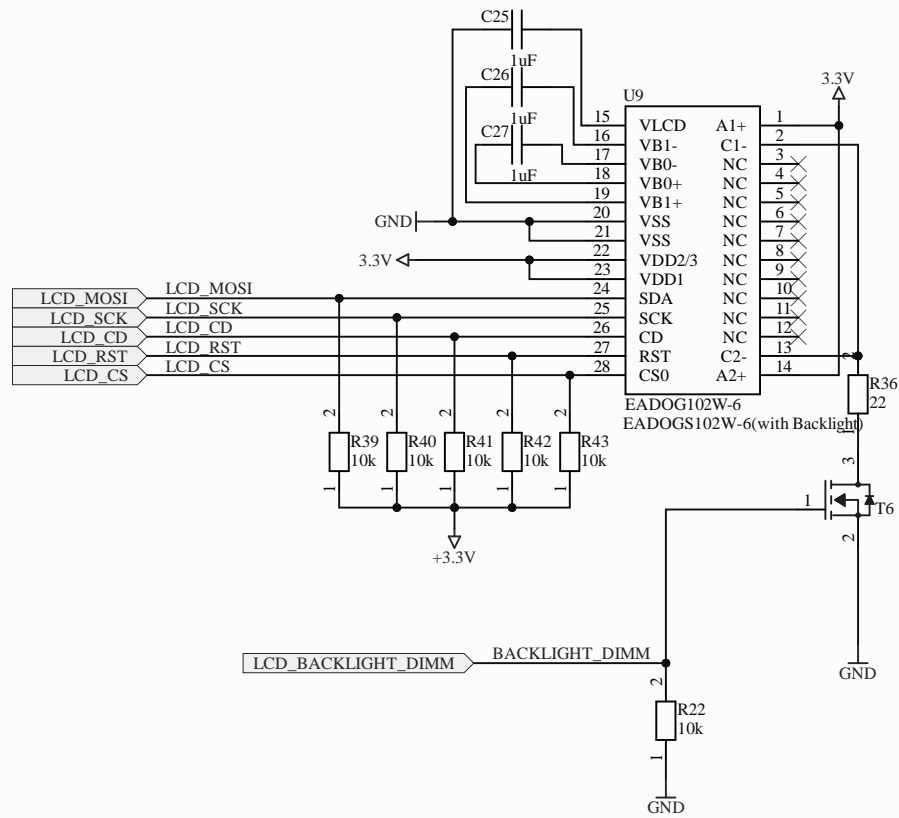 C25
1uF
C26
1uF
C27
1uF
3.3V
U9
15 VLCD A1+ 1
16 VB1- C1- 2
17 VB0- NC 3
18 VB0+ NC 4
19 VB1+ NC 5
GND 20 VSS NC 6
21 VSS NC 7
3.3V 22 VDD2/3 NC 8
23 VDD1 NC 9
LCD_MOSI LCD_MOSI 24 SDA NC 10
LCD_SCK LCD_SCK 25 SCK NC 11
LCD_CD LCD_CD 26 CD NC 12
LCD_RST LCD_RST 27 RST C2- 13
LCD_CS LCD_CS 28 CS0 A2+ 14
2
R36
22
1
EADOG102W-6
EADOGS102W-6(with Backlight)
2 2 2 2 2
R39 R40 R41 R42 R43
10k 10k 10k 10k 10k
1 1 1 1 1
+3.3V
3
1
T6
2
LCD_BACKLIGHT_DIMM BACKLIGHT_DIMM
GND
2
R22
10k
1
GND